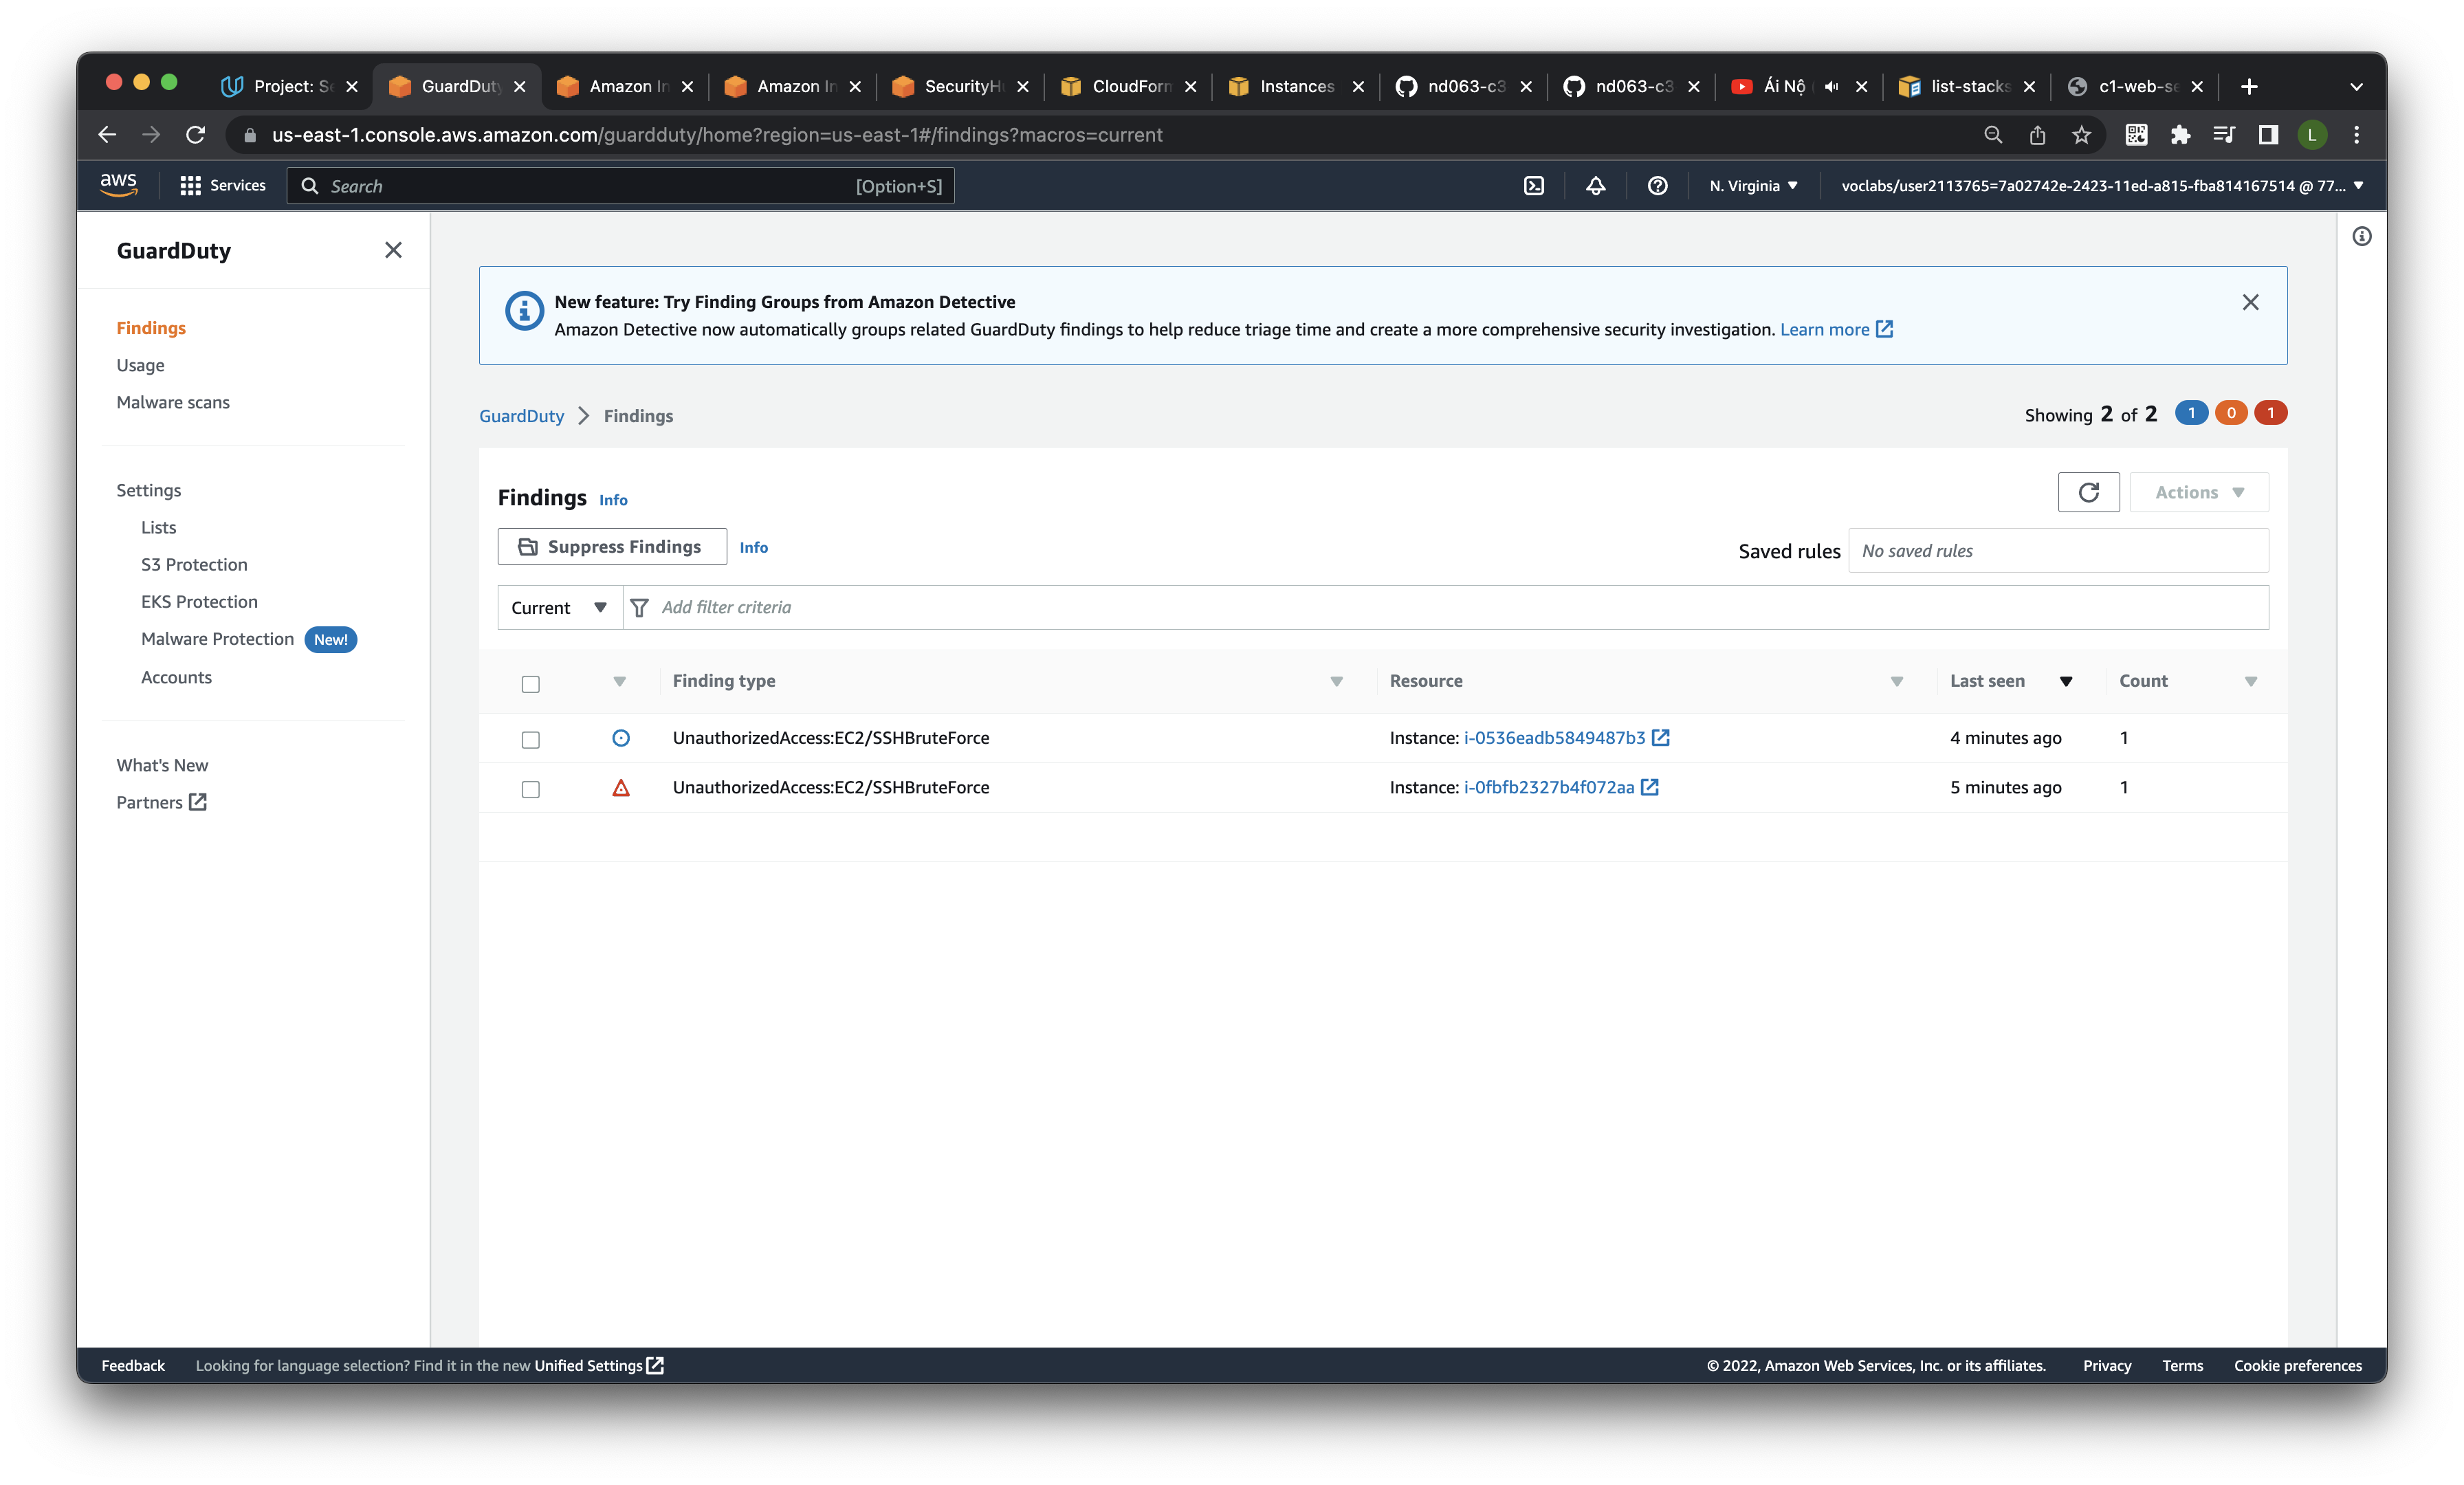 Project: Se
GuardDuty
Amazon In
Amazon In
SecurityHu
CloudForm
Instances
nd063-c3
nd063-c3
Ái Nộ
list-stacks
c1-web-se
us-east-1.console.aws.amazon.com/guardduty/home?region=us-east-1#/findings?macros=current
L
aws
Services
Search
[Option+S]
N. Virginia
voclabs/user2113765=7a02742e-2423-11ed-a815-fba814167514 @ 77...
GuardDuty
Findings
Usage
Malware scans
Settings
Lists
S3 Protection
EKS Protection
Malware Protection New!
Accounts
What's New
Partners
New feature: Try Finding Groups from Amazon Detective
Amazon Detective now automatically groups related GuardDuty findings to help reduce triage time and create a more comprehensive security investigation. Learn more
GuardDuty Findings
Showing 2 of 2 1 0 1
Findings Info
Actions
Suppress Findings Info
Saved rules No saved rules
Current Add filter criteria
Finding type Resource Last seen Count
UnauthorizedAccess:EC2/SSHBruteForce Instance: i-0536eadb5849487b3 4 minutes ago 1
UnauthorizedAccess:EC2/SSHBruteForce Instance: i-0fbfb2327b4f072aa 5 minutes ago 1
Feedback Looking for language selection? Find it in the new Unified Settings © 2022, Amazon Web Services, Inc. or its affiliates. Privacy Terms Cookie preferences